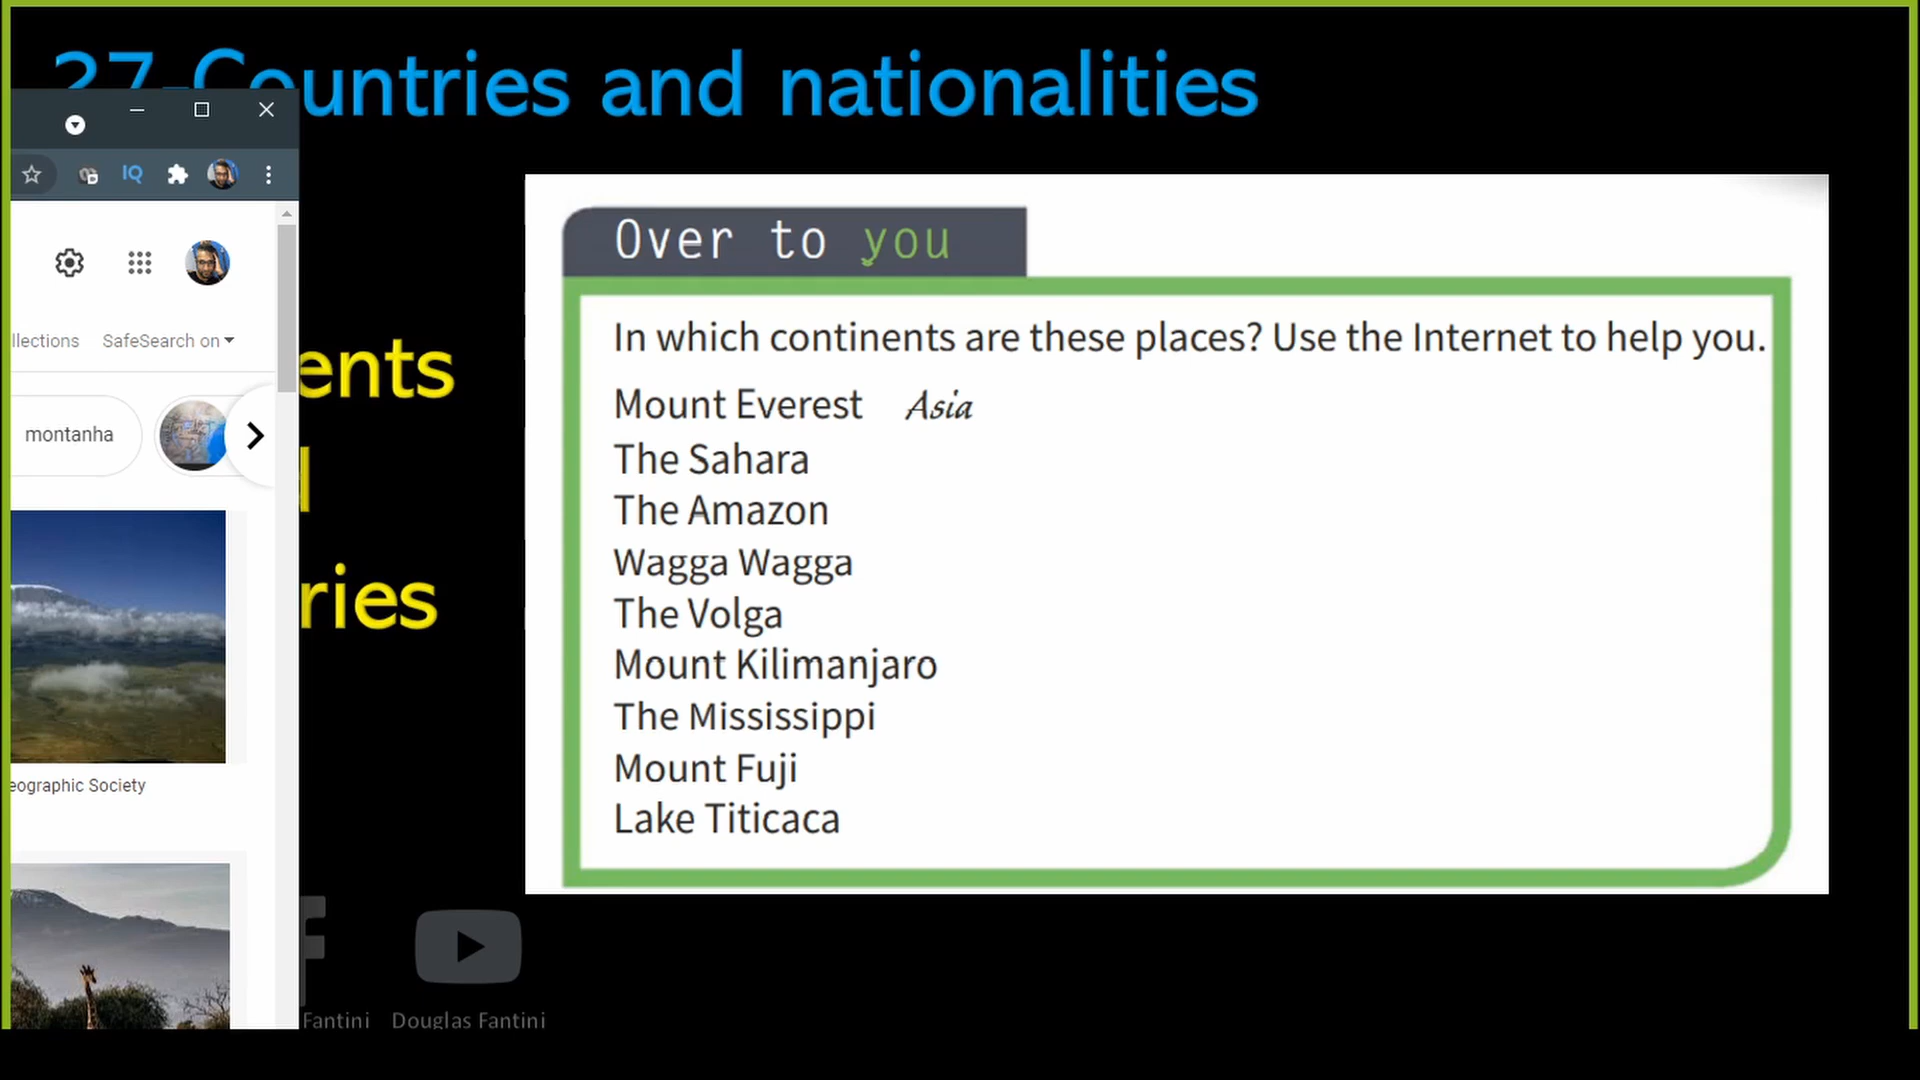 27-Countries and nationalities
IQ
llections SafeSearch on
ents
montanha
ries
eographic Society
Over to you
In which continents are these places? Use the Internet to help you.
Mount Everest Asia
The Sahara
The Amazon
Wagga Wagga
The Volga
Mount Kilimanjaro
The Mississippi
Mount Fuji
Lake Titicaca
Fantini Douglas Fantini